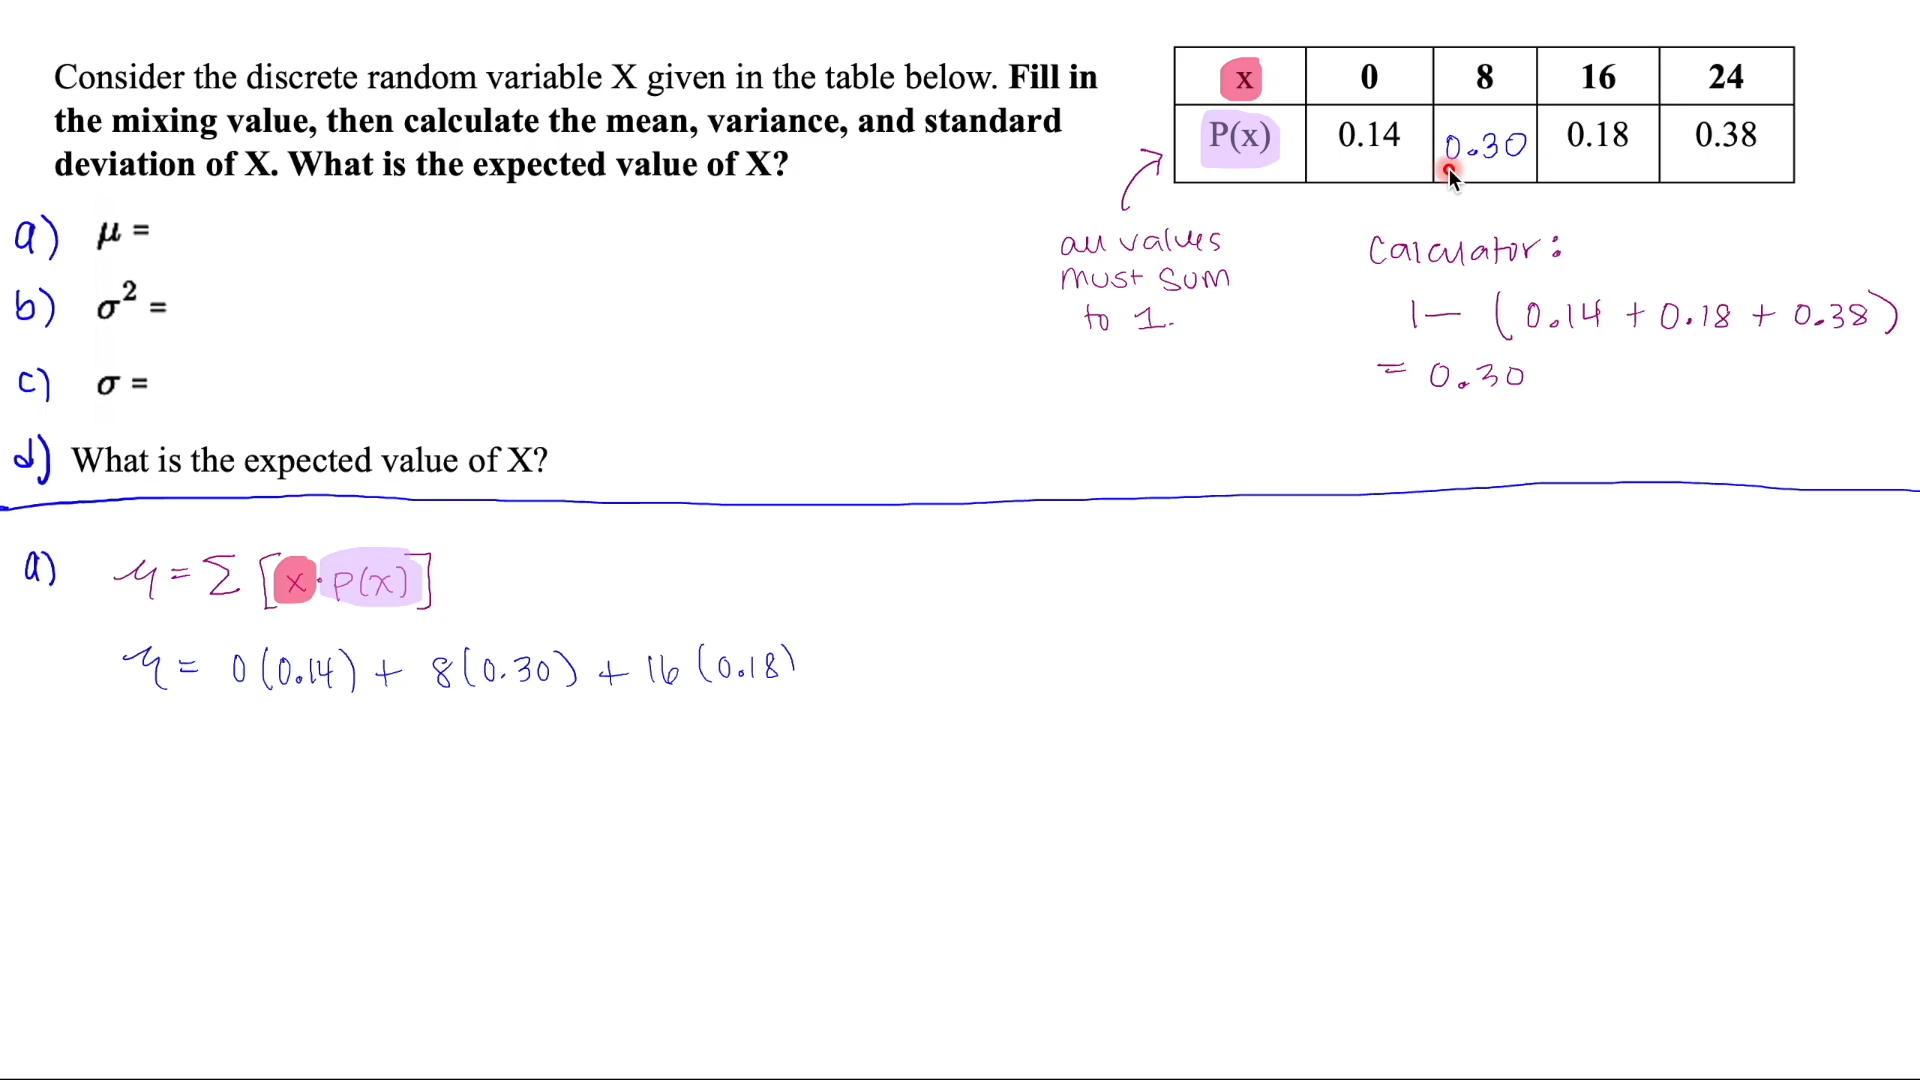 Consider the discrete random variable X given in the table below. Fill in
the mixing value, then calculate the mean, variance, and standard
deviation of X. What is the expected value of X?
x 0 8 16 24
P(x) 0.14 0.30 0.18 0.38
all values
must sum
to 1.
Calculator:
1 - (0.14 + 0.18 + 0.38)
= 0.30
a) μ =
b) σ² =
c) σ =
d) What is the expected value of X?
a) μ = Σ [x · P(x)]
μ = 0(0.14) + 8(0.30) + 16(0.18)